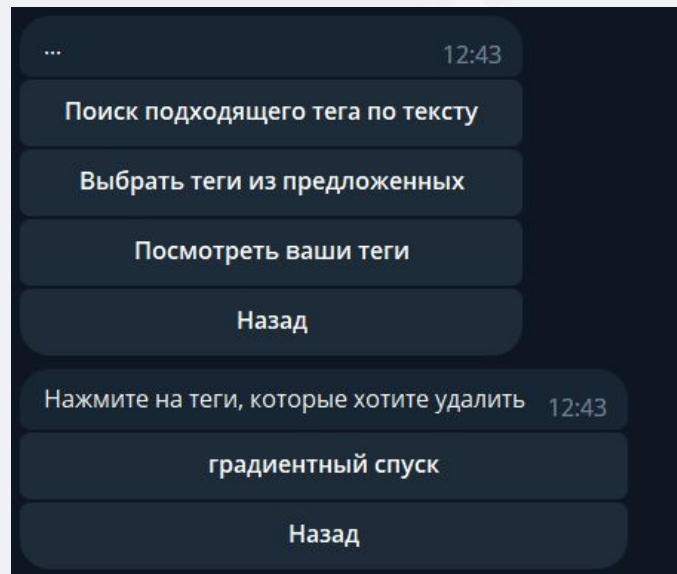 ...
12:43
Поиск подходящего тега по тексту
Выбрать теги из предложенных
Посмотреть ваши теги
Назад
Нажмите на теги, которые хотите удалить 12:43
градиентный спуск
Назад